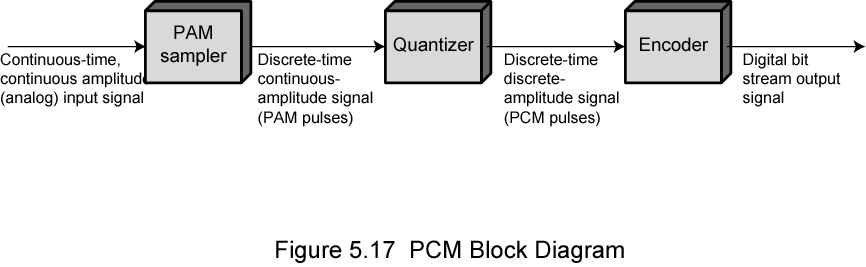 PAM
sampler
Quantizer
Encoder
Continuous-time,
continuous amplitude
(analog) input signal
Discrete-time
continuous-
amplitude signal
(PAM pulses)
Discrete-time
discrete-
amplitude signal
(PCM pulses)
Digital bit
stream output
signal
Figure 5.17 PCM Block Diagram